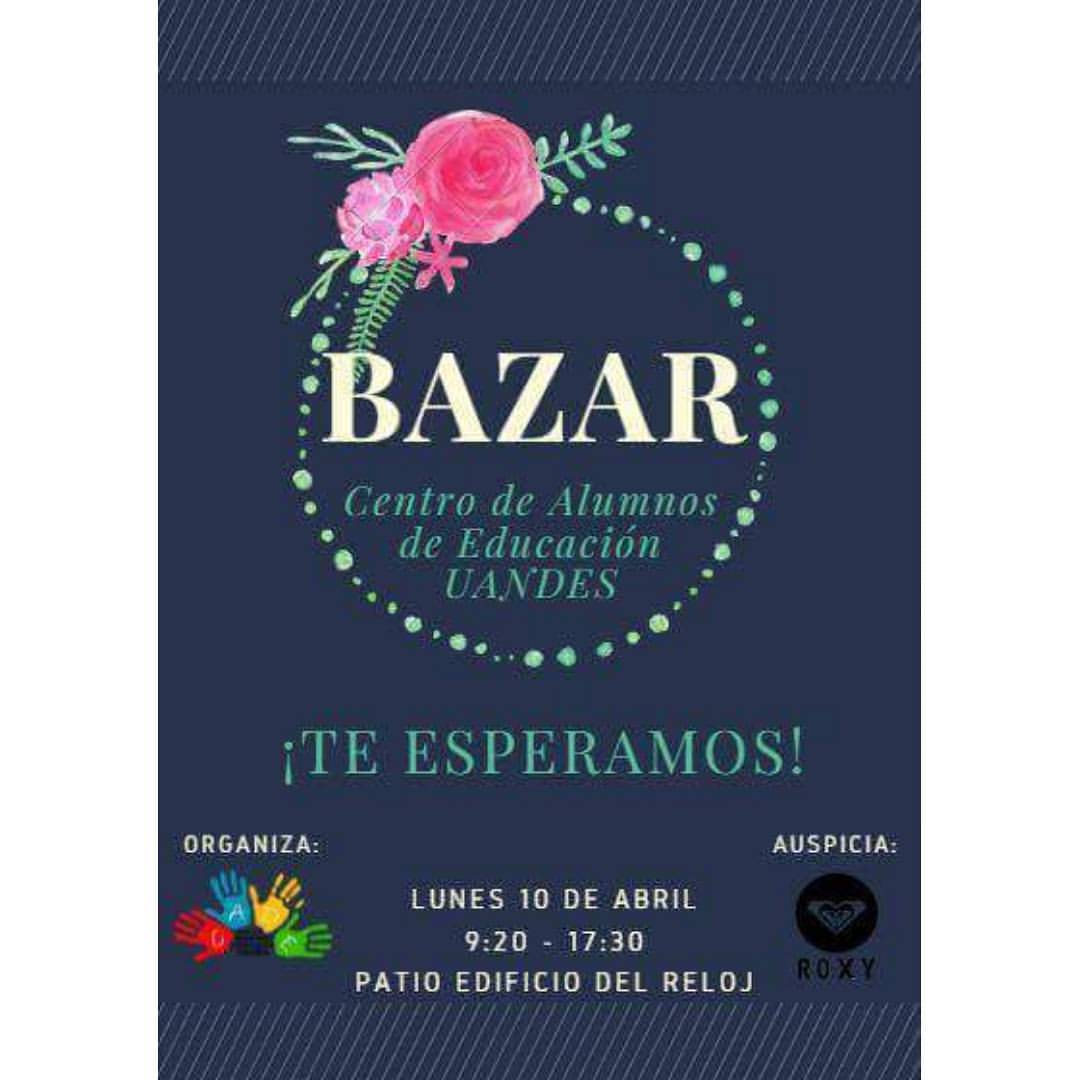 BAZAR
Centro de Alumnos
de Educación
UANDES
¡TE ESPERAMOS!
ORGANIZA:
AUSPICIA:
LUNES 10 DE ABRIL
9:20 - 17:30
PATIO EDIFICIO DEL RELOJ
ROXY